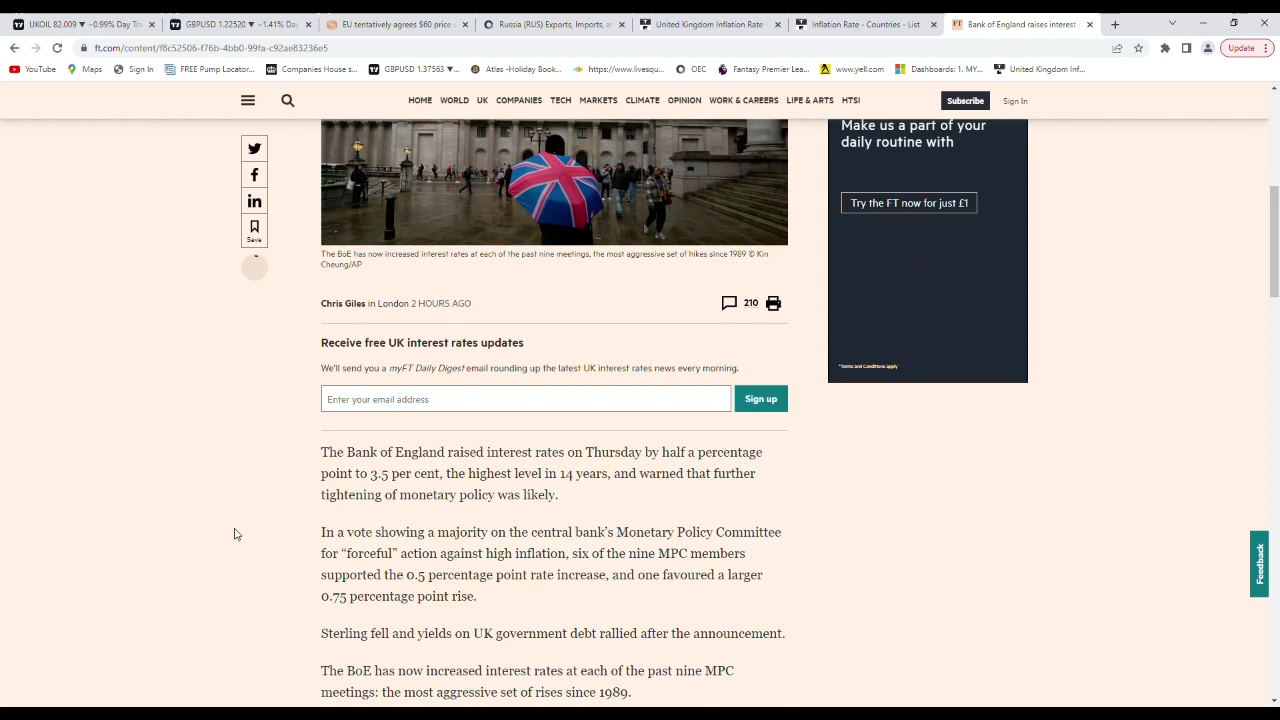 UKOIL 82.009 ▼ −0.99% Day Tra
GBPUSD 1.22520 ▼ −1.41% Day
EU tentatively agrees $60 price c
Russia (RUS) Exports, Imports, an
United Kingdom Inflation Rate -
Inflation Rate - Countries - List
Bank of England raises interest r
ft.com/content/f8c52506-f76b-4bb0-99fa-c92ae83236e5
Update
YouTube
Maps
Sign In
FREE Pump Locator...
Companies House s...
GBPUSD 1.37563 ▼...
Atlas -Holiday Book...
https://www.livesqu...
OEC
Fantasy Premier Lea...
www.yell.com
Dashboards: 1. MY...
United Kingdom Inf...
HOME WORLD UK COMPANIES TECH MARKETS CLIMATE OPINION WORK & CAREERS LIFE & ARTS HTSI
Subscribe
Sign In
Save
Make us a part of your
daily routine with
Try the FT now for just £1
*Terms and Conditions apply
The BoE has now increased interest rates at each of the past nine meetings, the most aggressive set of hikes since 1989 © Kin
Cheung/AP
Chris Giles in London 2 HOURS AGO
210
Receive free UK interest rates updates
We'll send you a myFT Daily Digest email rounding up the latest UK interest rates news every morning.
Enter your email address
Sign up
The Bank of England raised interest rates on Thursday by half a percentage
point to 3.5 per cent, the highest level in 14 years, and warned that further
tightening of monetary policy was likely.
In a vote showing a majority on the central bank's Monetary Policy Committee
for “forceful” action against high inflation, six of the nine MPC members
supported the 0.5 percentage point rate increase, and one favoured a larger
0.75 percentage point rise.
Sterling fell and yields on UK government debt rallied after the announcement.
The BoE has now increased interest rates at each of the past nine MPC
meetings: the most aggressive set of rises since 1989.
Feedback